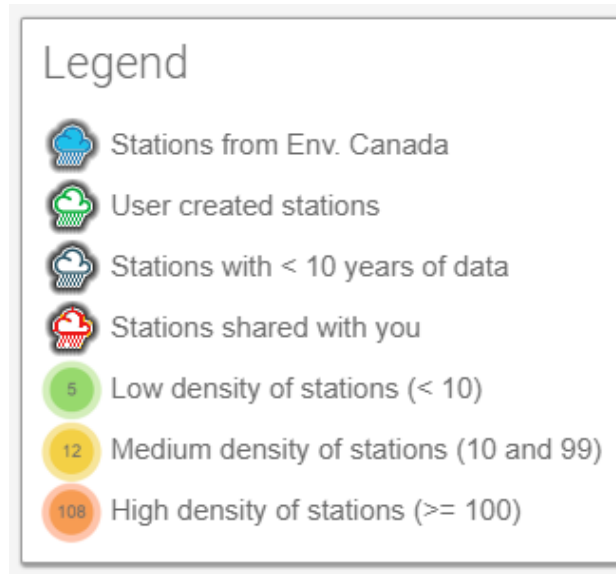 Legend
Stations from Env. Canada
User created stations
Stations with < 10 years of data
Stations shared with you
5 Low density of stations (< 10)
12 Medium density of stations (10 and 99)
108 High density of stations (>= 100)